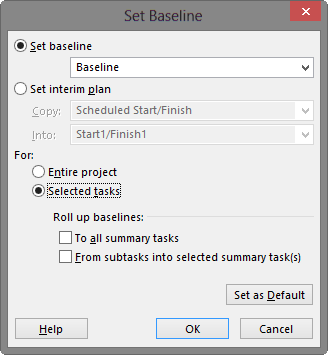 Set Baseline
Set baseline
Baseline
Set interim plan
Copy: Scheduled Start/Finish
Into: Start1/Finish1
For:
Entire project
Selected tasks
Roll up baselines:
To all summary tasks
From subtasks into selected summary task(s)
Set as Default
Help OK Cancel